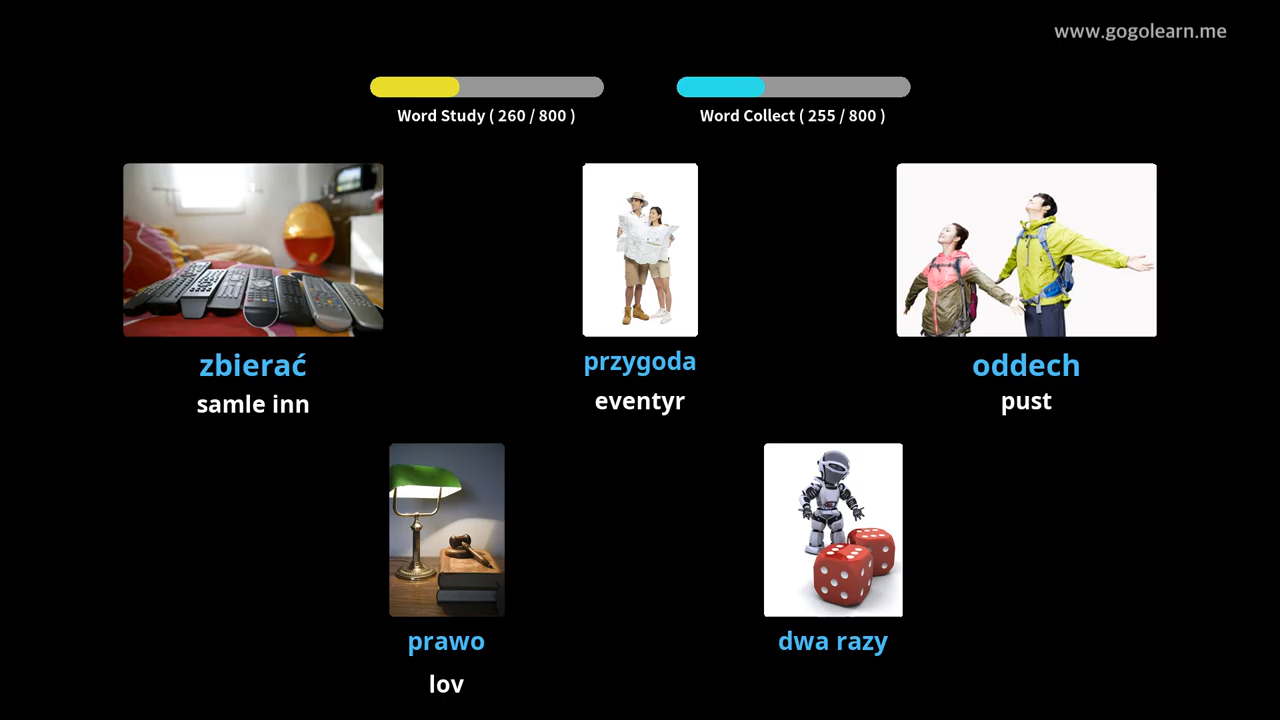 www.gogolearn.me
Word Study ( 260 / 800 )
Word Collect ( 255 / 800 )
zbierać
samle inn
przygoda
eventyr
oddech
pust
prawo
lov
dwa razy